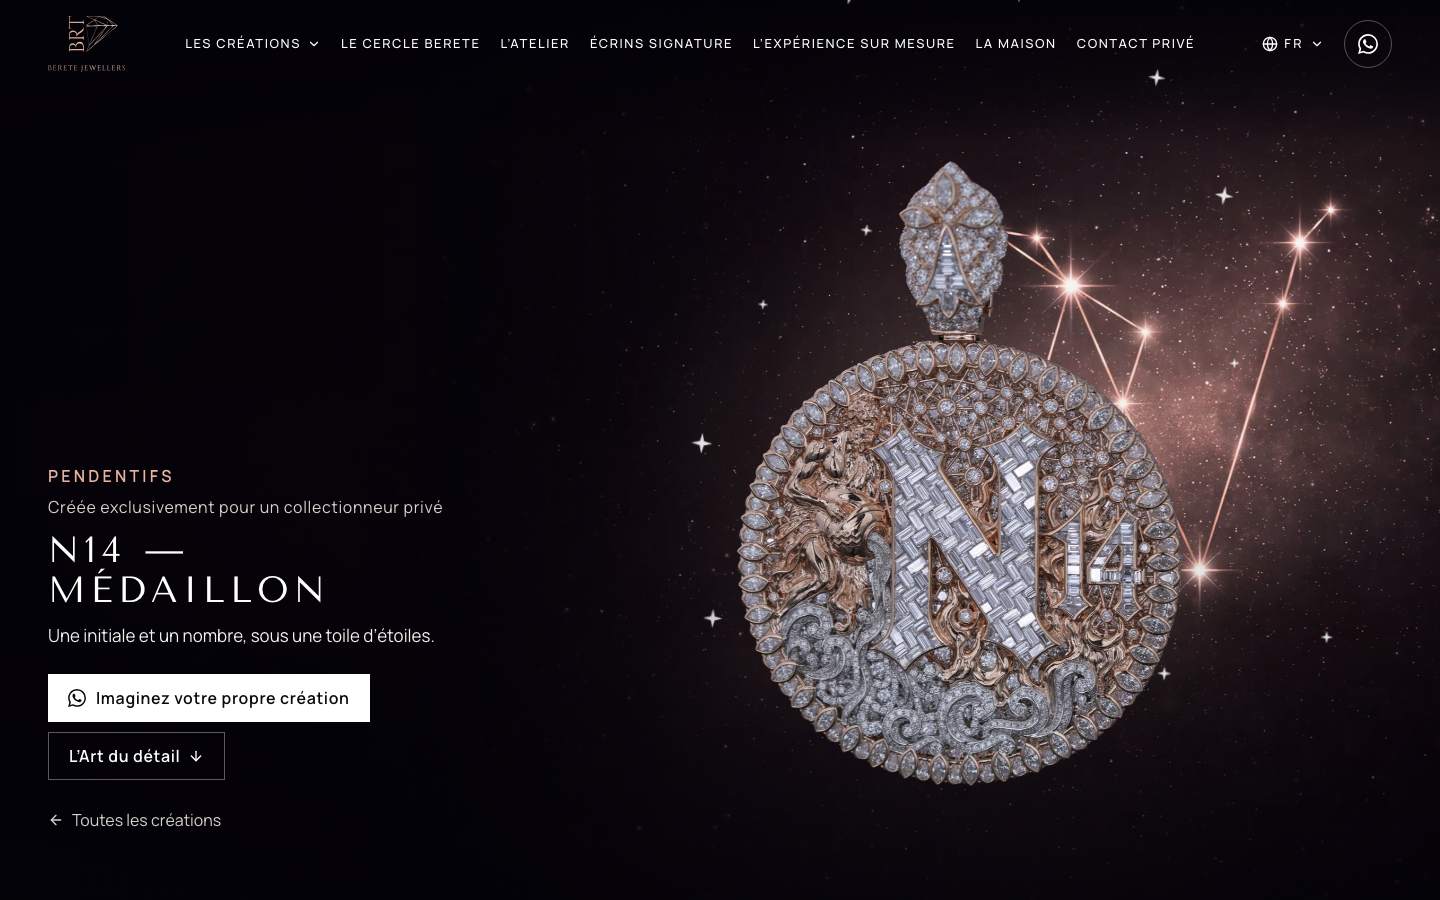 BRT
BERETE JEWELLERS
LES CRÉATIONS
LE CERCLE BERETE
L'ATELIER
ÉCRINS SIGNATURE
L'EXPÉRIENCE SUR MESURE
LA MAISON
CONTACT PRIVÉ
FR
N
14
PENDENTIFS
Créée exclusivement pour un collectionneur privé
N14 —
MÉDAILLON
Une initiale et un nombre, sous une toile d'étoiles.
Imaginez votre propre création
L'Art du détail ↓
← Toutes les créations